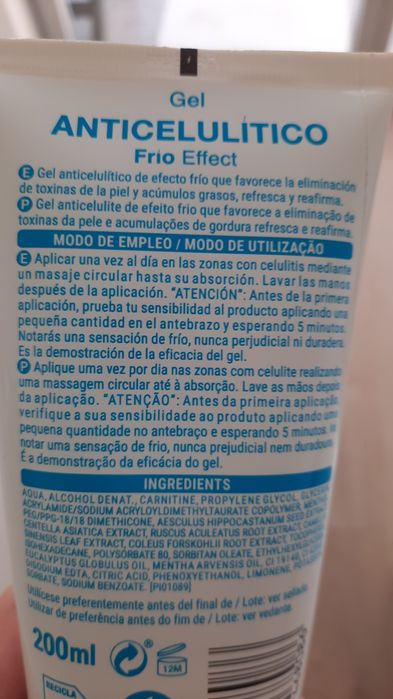 Gel
ANTICELULÍTICO
Frío Effect
E Gel anticelulítico de efecto frío que favorece la eliminación
de toxinas de la piel y acúmulos grasos, refresca y reafirma.
P Gel anticelulite de efeito frio que favorece a eliminação de
toxinas da pele e acumulações de gordura refresca e reafirma.
MODO DE EMPLEO / MODO DE UTILIZAÇÃO
E Aplicar una vez al día en las zonas con celulitis mediante
un masaje circular hasta su absorción. Lavar las manos
después de la aplicación. "ATENCIÓN": Antes de la primera
aplicación, prueba tu sensibilidad al producto aplicando una
pequeña cantidad en el antebrazo y esperando 5 minutos.
Notarás una sensación de frío, nunca perjudicial ni duradera.
Es la demostración de la eficacia del gel.
P Aplique uma vez por dia nas zonas com celulite realizando
uma massagem circular até à absorção. Lave as mãos depois
da aplicação. "ATENÇÃO": Antes da primeira aplicação,
verifique a sua sensibilidade ao produto aplicando uma
pequena quantidade no antebraço e esperando 5 minutos.
notar uma sensação de frio, nunca prejudicial nem duradoura.
É a demonstração da eficácia do gel.
INGREDIENTS
AQUA, ALCOHOL DENAT., CARNITINE, PROPYLENE GLYCOL,
ACRYLAMIDE/SODIUM ACRYLOYLDIMETHYLTAURATE COPOLYMER,
PEG/PPG-18/18 DIMETHICONE, AESCULUS HIPPOCASTANUM SEED
CENTELLA ASIATICA EXTRACT, RUSCUS ACULEATUS ROOT EXTRACT,
SINENSIS LEAF EXTRACT, COLEUS FORSKOHLII ROOT EXTRACT,
ISOHEXADECANE, POLYSORBATE 80, SORBITAN OLEATE,
EUCALYPTUS GLOBULUS OIL, MENTHA ARVENSIS OIL,
DISODIUM EDTA, CITRIC ACID, PHENOXYETHANOL, LIMONENE,
SORBATE, SODIUM BENZOATE. [PI01089]
Utilícese preferentemente antes del final de / Lote: ver sellado.
Utilizar de preferência antes do fim de / Lote: ver vedante.
200ml
12M
RECICLA